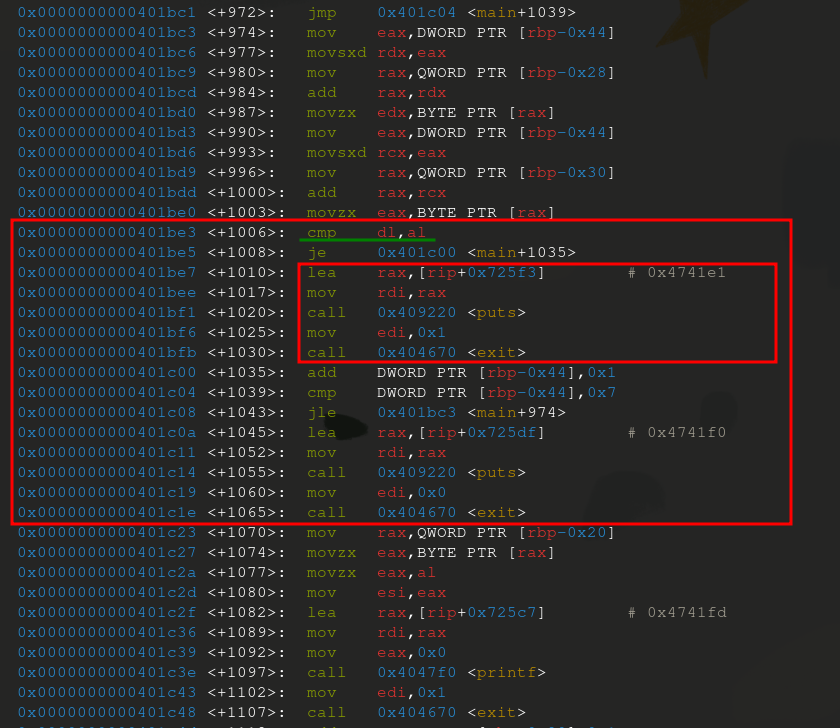 0x0000000000401bc1 <+972>: jmp 0x401c04 <main+1039>
0x0000000000401bc3 <+974>: mov eax,DWORD PTR [rbp-0x44]
0x0000000000401bc6 <+977>: movsxd rdx,eax
0x0000000000401bc9 <+980>: mov rax,QWORD PTR [rbp-0x28]
0x0000000000401bcd <+984>: add rax,rdx
0x0000000000401bd0 <+987>: movzx edx,BYTE PTR [rax]
0x0000000000401bd3 <+990>: mov eax,DWORD PTR [rbp-0x44]
0x0000000000401bd6 <+993>: movsxd rcx,eax
0x0000000000401bd9 <+996>: mov rax,QWORD PTR [rbp-0x30]
0x0000000000401bdd <+1000>: add rax,rcx
0x0000000000401be0 <+1003>: movzx eax,BYTE PTR [rax]
0x0000000000401be3 <+1006>: cmp dl,al
0x0000000000401be5 <+1008>: je 0x401c00 <main+1035>
0x0000000000401be7 <+1010>: lea rax,[rip+0x725f3] # 0x4741e1
0x0000000000401bee <+1017>: mov rdi,rax
0x0000000000401bf1 <+1020>: call 0x409220 <puts>
0x0000000000401bf6 <+1025>: mov edi,0x1
0x0000000000401bfb <+1030>: call 0x404670 <exit>
0x0000000000401c00 <+1035>: add DWORD PTR [rbp-0x44],0x1
0x0000000000401c04 <+1039>: cmp DWORD PTR [rbp-0x44],0x7
0x0000000000401c08 <+1043>: jle 0x401bc3 <main+974>
0x0000000000401c0a <+1045>: lea rax,[rip+0x725df] # 0x4741f0
0x0000000000401c11 <+1052>: mov rdi,rax
0x0000000000401c14 <+1055>: call 0x409220 <puts>
0x0000000000401c19 <+1060>: mov edi,0x0
0x0000000000401c1e <+1065>: call 0x404670 <exit>
0x0000000000401c23 <+1070>: mov rax,QWORD PTR [rbp-0x20]
0x0000000000401c27 <+1074>: movzx eax,BYTE PTR [rax]
0x0000000000401c2a <+1077>: movzx eax,al
0x0000000000401c2d <+1080>: mov esi,eax
0x0000000000401c2f <+1082>: lea rax,[rip+0x725c7] # 0x4741fd
0x0000000000401c36 <+1089>: mov rdi,rax
0x0000000000401c39 <+1092>: mov eax,0x0
0x0000000000401c3e <+1097>: call 0x4047f0 <printf>
0x0000000000401c43 <+1102>: mov edi,0x1
0x0000000000401c48 <+1107>: call 0x404670 <exit>